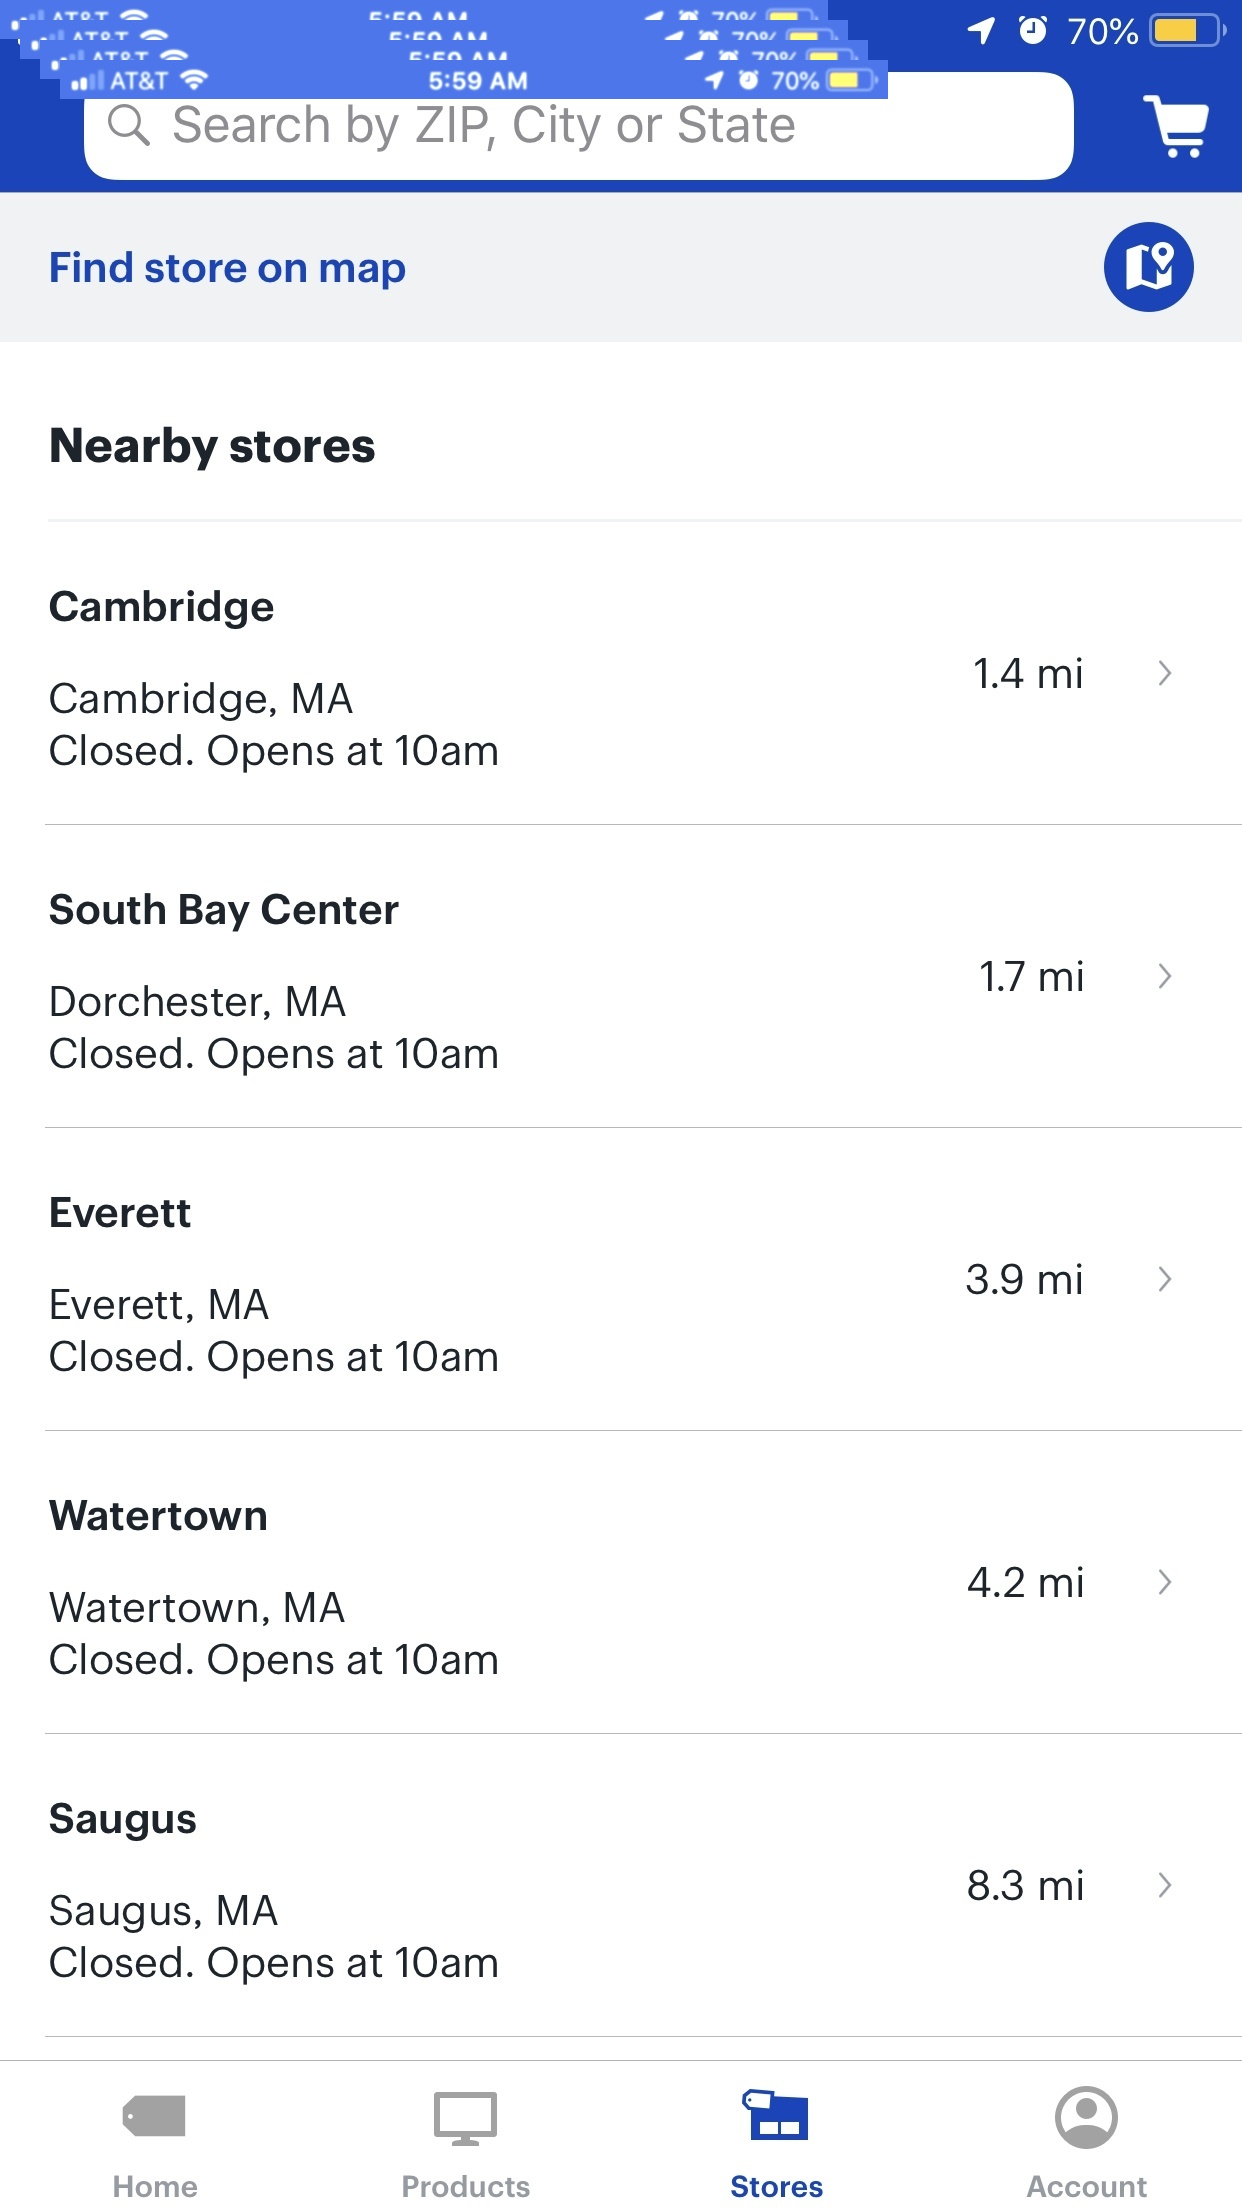 70%
AT&T 5:59 AM 70%
Search by ZIP, City or State
Find store on map
Nearby stores
Cambridge
1.4 mi
Cambridge, MA
Closed. Opens at 10am
South Bay Center
1.7 mi
Dorchester, MA
Closed. Opens at 10am
Everett
3.9 mi
Everett, MA
Closed. Opens at 10am
Watertown
4.2 mi
Watertown, MA
Closed. Opens at 10am
Saugus
8.3 mi
Saugus, MA
Closed. Opens at 10am
Home
Products
Stores
Account